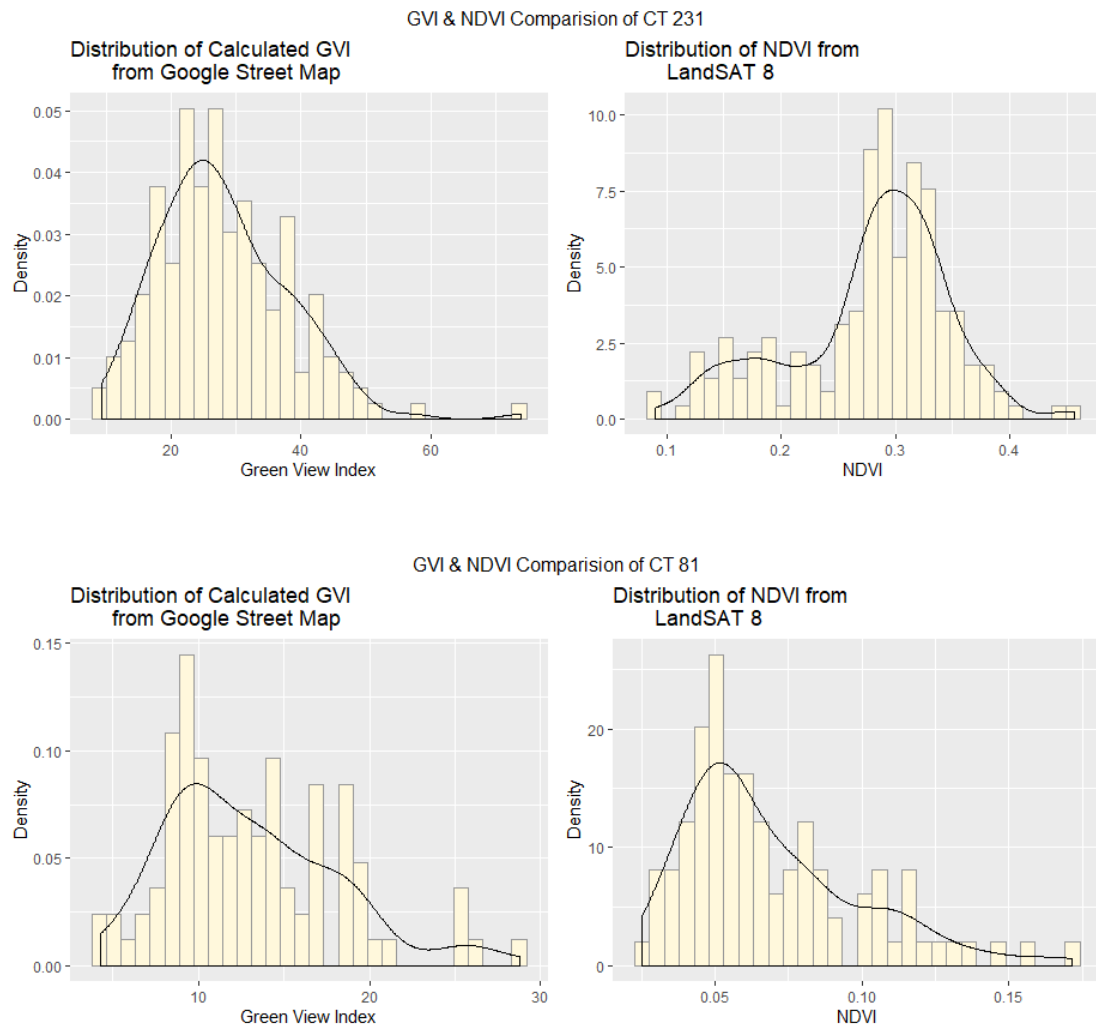 GVI & NDVI Comparision of CT 231
Distribution of Calculated GVI
from Google Street Map
0.05
0.04
0.03
0.02
0.01
0.00
Density
20
40
60
Green View Index
Distribution of NDVI from
LandSAT 8
10.0
7.5
5.0
2.5
0.0
Density
0.1
0.2
0.3
0.4
NDVI
GVI & NDVI Comparision of CT 81
Distribution of Calculated GVI
from Google Street Map
0.15
0.10
0.05
0.00
Density
10
20
30
Green View Index
Distribution of NDVI from
LandSAT 8
20
10
0
Density
0.05
0.10
0.15
NDVI